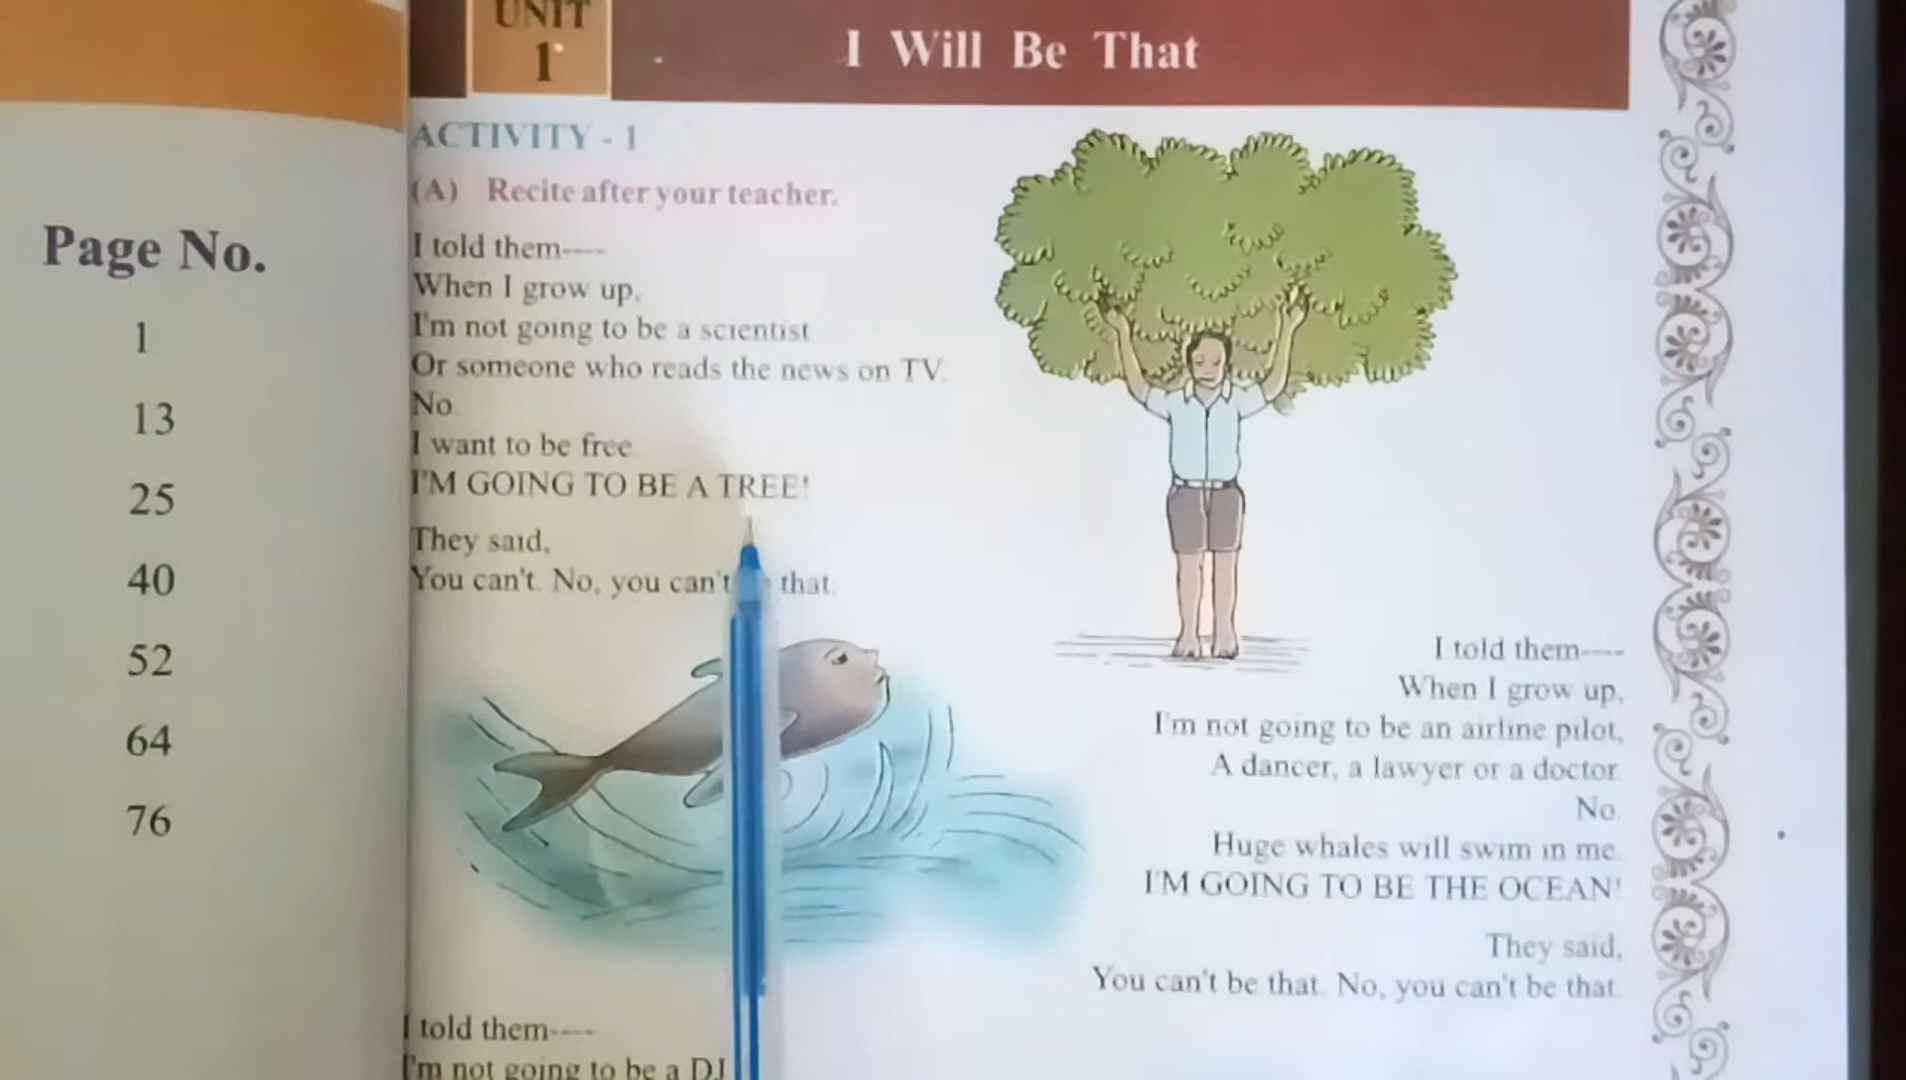 Page No.
1
13
25
40
52
64
76
UNIT
1
I Will Be That
ACTIVITY - 1
(A) Recite after your teacher.
I told them----
When I grow up,
I'm not going to be a scientist
Or someone who reads the news on TV.
No
I want to be free.
I'M GOING TO BE A TREE!
They said,
You can't. No, you can't that.
I told them----
When I grow up,
I'm not going to be an airline pilot,
A dancer, a lawyer or a doctor.
No.
Huge whales will swim in me.
I'M GOING TO BE THE OCEAN!
They said,
You can't be that. No, you can't be that.
I told them----
I'm not going to be a DJ